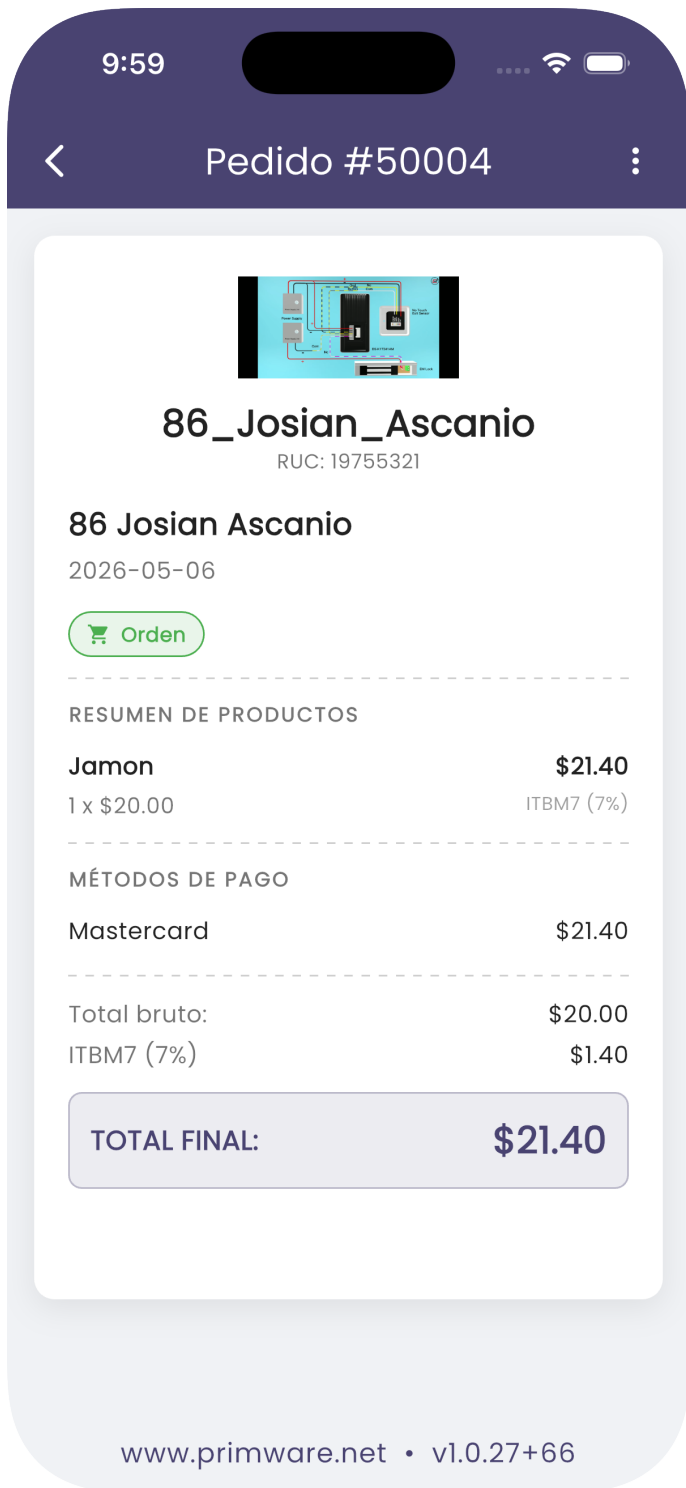 9:59
Pedido #50004
86_Josian_Ascanio
RUC: 19755321
86 Josian Ascanio
2026-05-06
Orden
RESUMEN DE PRODUCTOS
Jamon $21.40
1 x $20.00 ITBM7 (7%)
MÉTODOS DE PAGO
Mastercard $21.40
Total bruto: $20.00
ITBM7 (7%) $1.40
TOTAL FINAL: $21.40
www.primware.net • v1.0.27+66